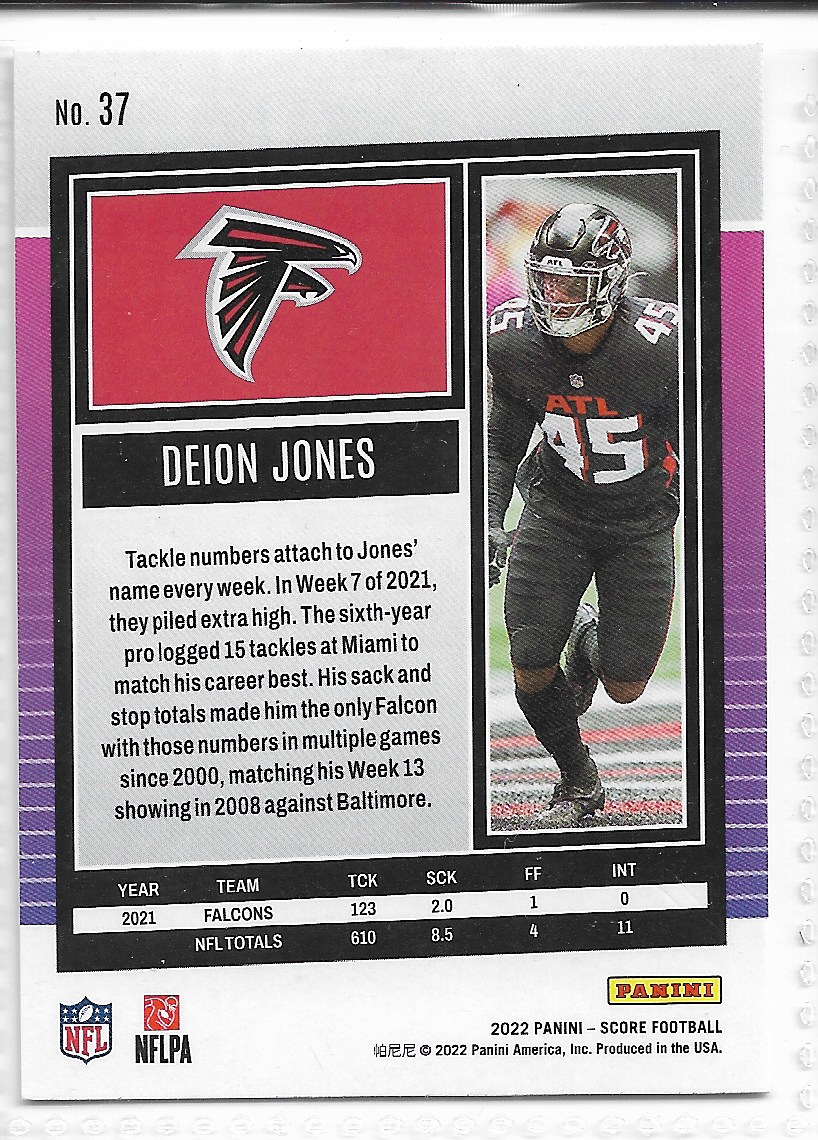 No. 37
DEION JONES
Tackle numbers attach to Jones'
name every week. In Week 7 of 2021,
they piled extra high. The sixth-year
pro logged 15 tackles at Miami to
match his career best. His sack and
stop totals made him the only Falcon
with those numbers in multiple games
since 2000, matching his Week 13
showing in 2008 against Baltimore.
ATL
45
45
ATL
45
YEAR TEAM TCK SCK FF INT
2021 FALCONS 123 2.0 1 0
NFL TOTALS 610 8.5 4 11
PANINI
NFL
NFLPA
2022 PANINI – SCORE FOOTBALL
帕尼尼 © 2022 Panini America, Inc. Produced in the USA.